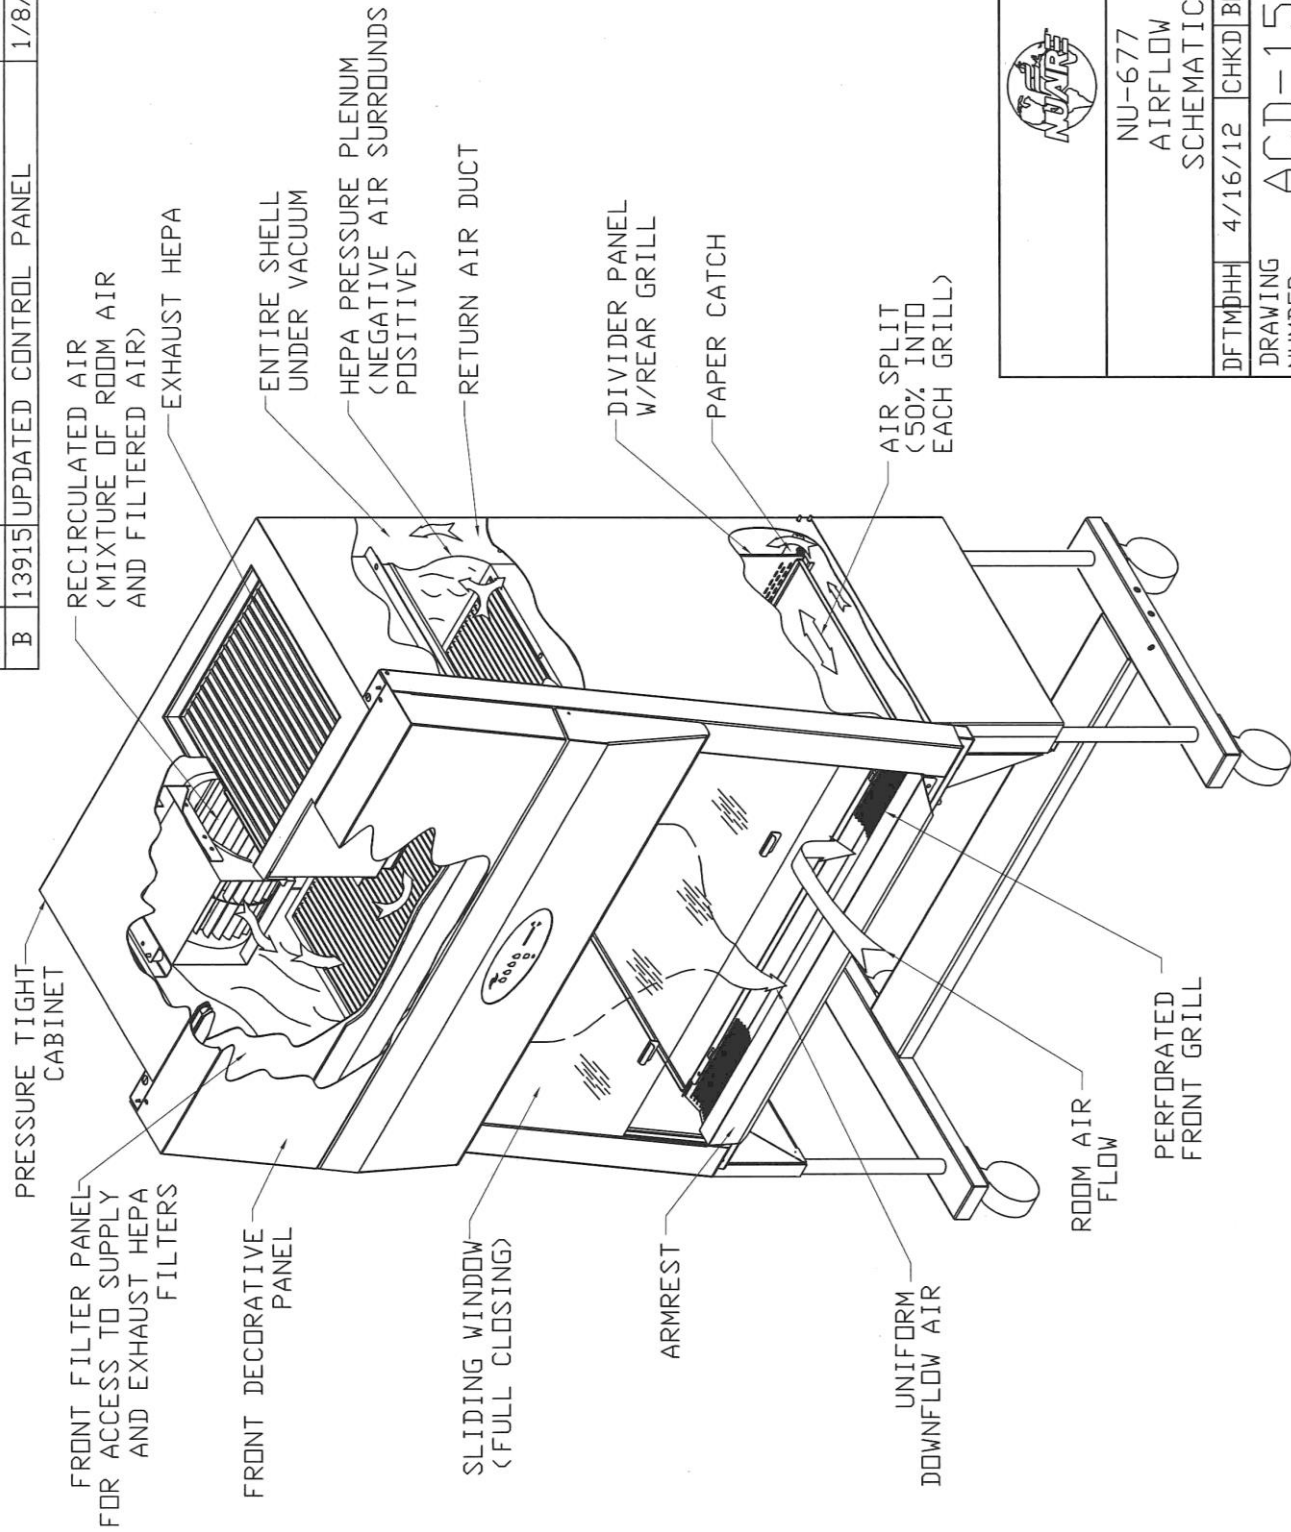 B 13915 UPDATED CONTROL PANEL 1/8/
PRESSURE TIGHT
CABINET
FRONT FILTER PANEL
FOR ACCESS TO SUPPLY
AND EXHAUST HEPA
FILTERS
FRONT DECORATIVE
PANEL
SLIDING WINDOW
(FULL CLOSING)
ARMREST
UNIFORM
DOWNFLOW AIR
ROOM AIR
FLOW
PERFORATED
FRONT GRILL
RECIRCULATED AIR
(MIXTURE OF ROOM AIR
AND FILTERED AIR)
EXHAUST HEPA
ENTIRE SHELL
UNDER VACUUM
HEPA PRESSURE PLENUM
(NEGATIVE AIR SURROUNDS
POSITIVE)
RETURN AIR DUCT
DIVIDER PANEL
W/REAR GRILL
PAPER CATCH
AIR SPLIT
(50% INTO
EACH GRILL)
NUAIRE
NU-677
AIRFLOW
SCHEMATIC
DFTM DHH 4/16/12 CHKD
DRAWING
NUMBER ACD-15